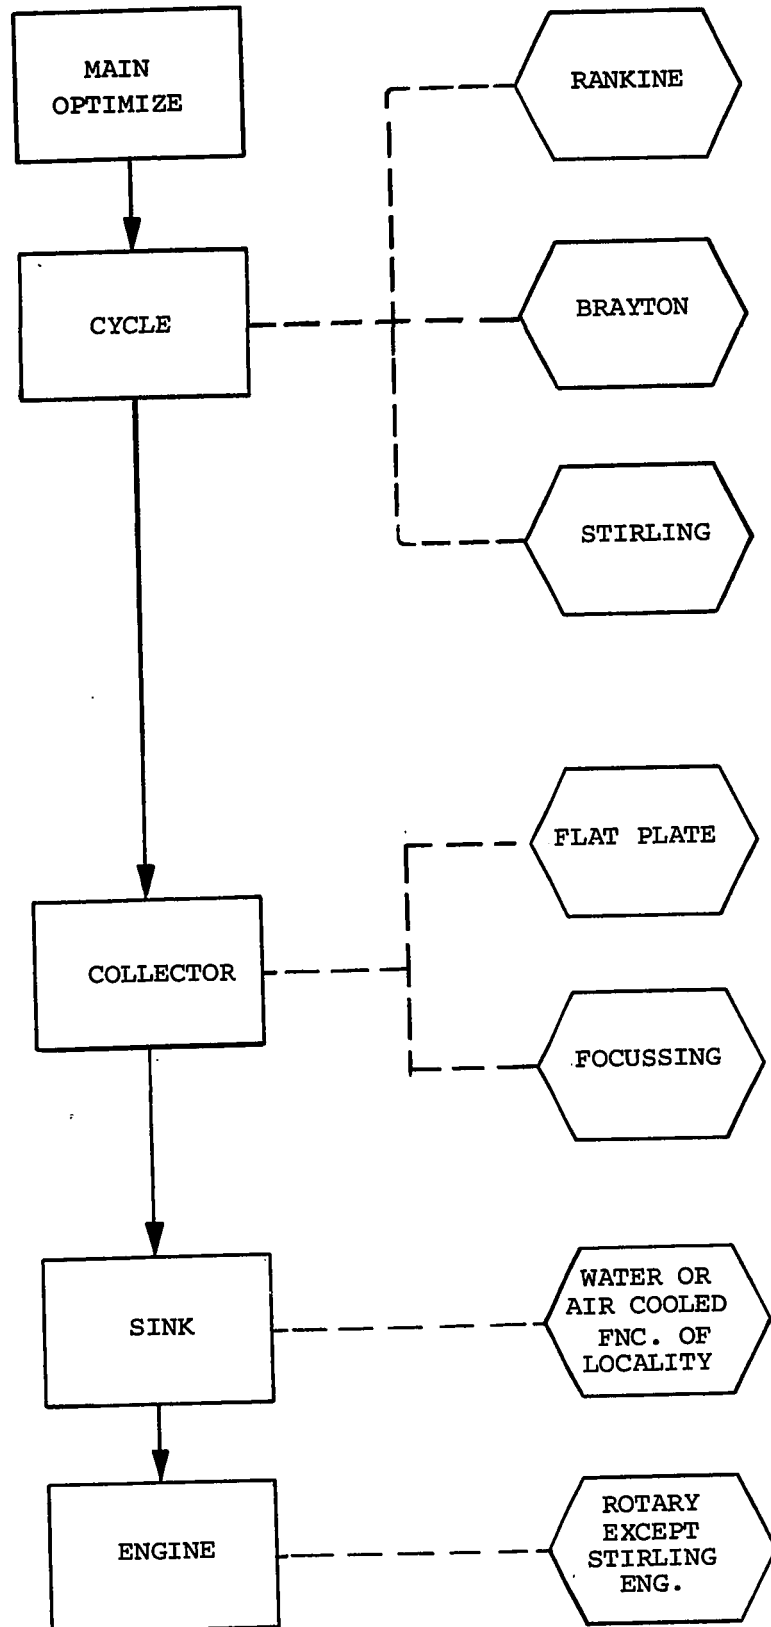 MAIN
OPTIMIZE
RANKINE
CYCLE
BRAYTON
STIRLING
FLAT PLATE
COLLECTOR
FOCUSSING
SINK
WATER OR
AIR COOLED
FNC. OF
LOCALITY
ENGINE
ROTARY
EXCEPT
STIRLING
ENG.